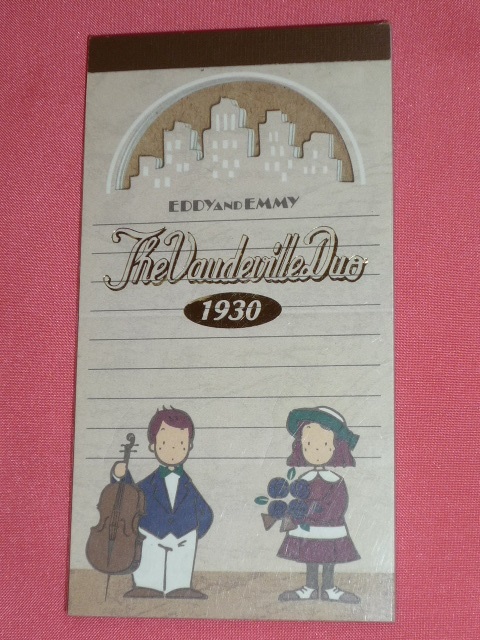 EDDY AND EMMY
The Vaudeville Duo
1930